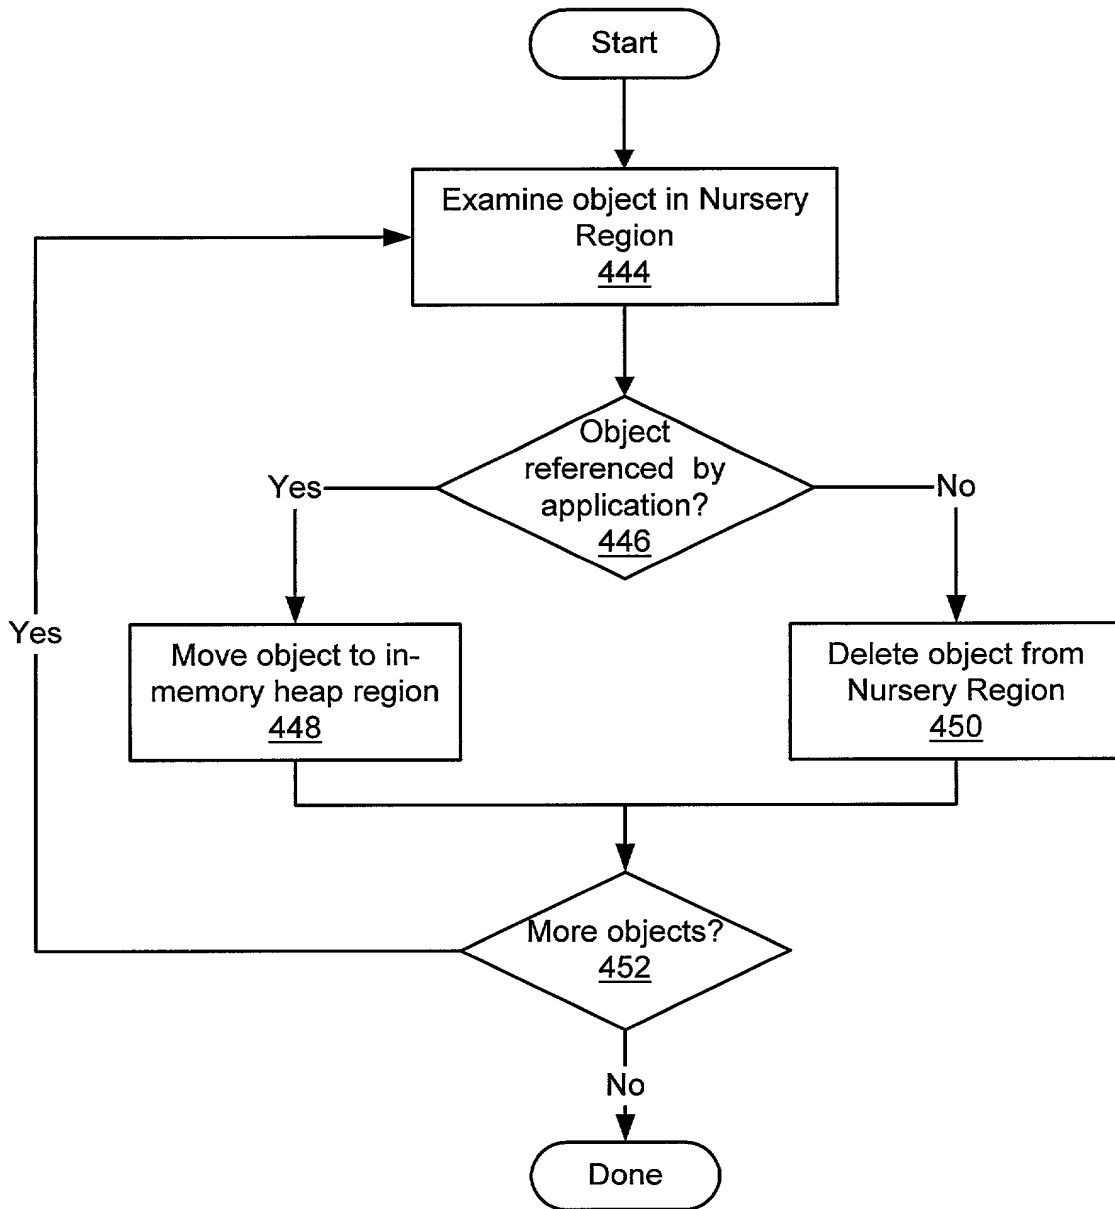 Start
Examine object in Nursery
Region
444
Object
referenced by
application?
446
Yes
No
Move object to in-
memory heap region
448
Delete object from
Nursery Region
450
Yes
More objects?
452
No
Done